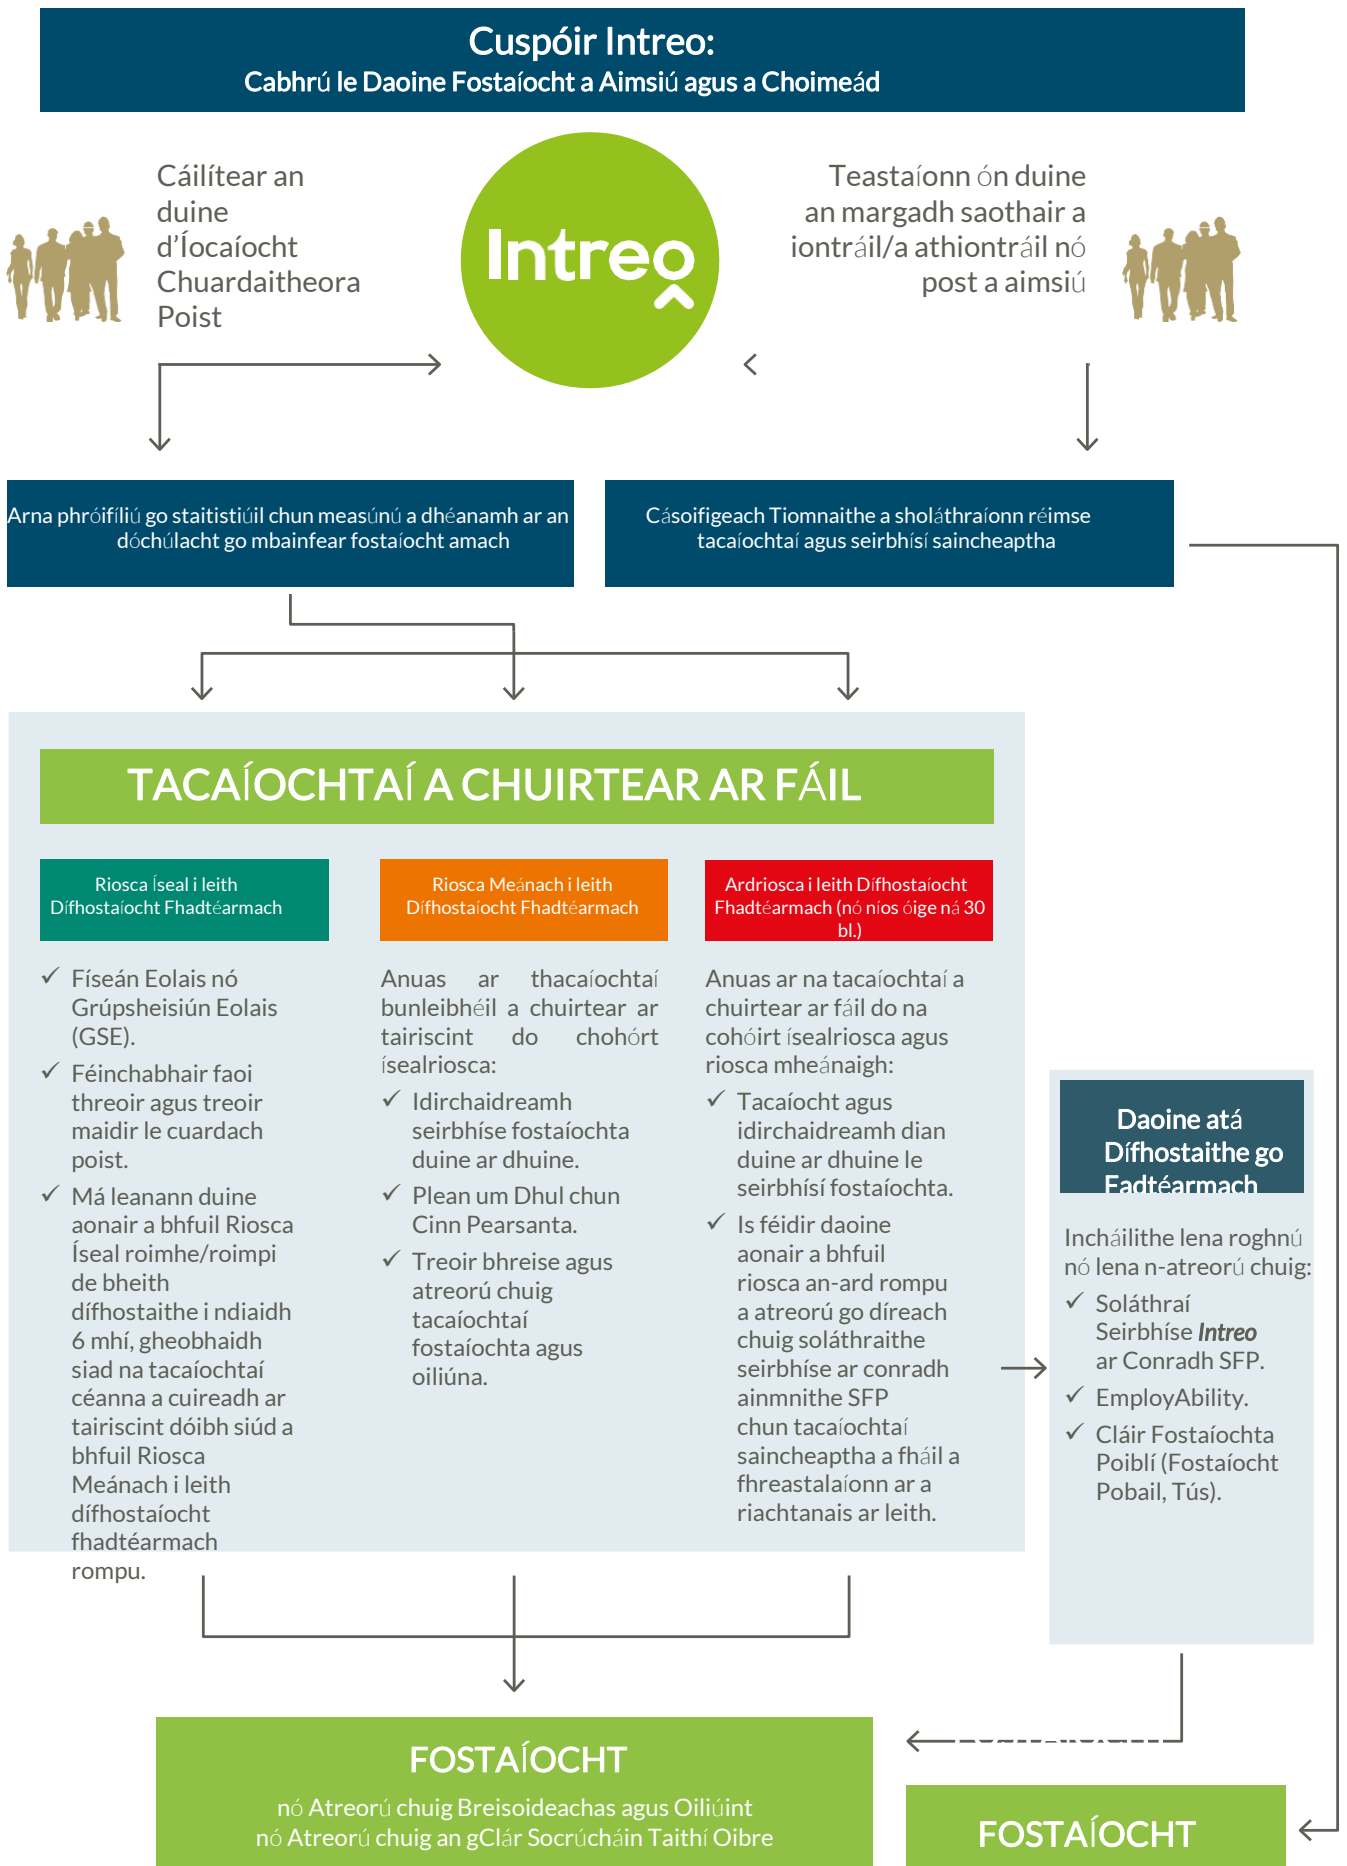 Cuspóir Intreo:
Cabhrú le Daoine Fostaíocht a Aimsiú agus a Choimeád
Cáilítear an
duine
d'Íocaíocht
Chuardaitheora
Poist
Intreo
Teastaíonn ón duine
an margadh saothair a
iontráil/a athiontráil nó
post a aimsiú
Arna phróifíliú go staitistiúil chun measúnú a dhéanamh ar an
dóchúlacht go mbainfear fostaíocht amach
Cásoifigeach Tiomnaithe a sholáthraíonn réimse
tacaíochtaí agus seirbhísí saincheaptha
TACAÍOCHTAÍ A CHUIRTEAR AR FÁIL
Riosca Íseal i leith
Dífhostaíocht Fhadtéarmach
✓ Físeán Eolais nó
Grúpsheisiún Eolais
(GSE).
✓ Féinchabhair faoi
threoir agus treoir
maidir le cuardach
poist.
✓ Má leanann duine
aonair a bhfuil Riosca
Íseal roimhe/roimpi
de bheith
dífhostaithe i ndiaidh
6 mhí, gheobhaidh
siad na tacaíochtaí
céanna a cuireadh ar
tairiscint dóibh siúd a
bhfuil Riosca
Meánach i leith
dífhostaíocht
fhadtéarmach
rompu.
Riosca Meánach i leith
Dífhostaíocht Fhadtéarmach
Anuas ar thacaíochtaí
bunleibhéil a chuirtear ar
tairiscint do chohórt
ísealriosca:
✓ Idirchaidreamh
seirbhíse fostaíochta
duine ar dhuine.
✓ Plean um Dhul chun
Cinn Pearsanta.
✓ Treoir bhreise agus
atreorú chuig
tacaíochtaí
fostaíochta agus
oiliúna.
Ardriosca i leith Dífhostaíocht
Fhadtéarmach (nó níos óige ná 30
bl.)
Anuas ar na tacaíochtaí a
chuirtear ar fáil do na
cohóirt ísealriosca agus
riosca mheánaigh:
✓ Tacaíocht agus
idirchaidreamh dian
duine ar dhuine le
seirbhísí fostaíochta.
✓ Is féidir daoine
aonair a bhfuil
riosca an-ard rompu
a atreorú go díreach
chuig soláthraithe
seirbhíse ar conradh
ainmnithe SFP
chun tacaíochtaí
saincheaptha a fháil a
fhreastalaíonn ar a
riachtanais ar leith.
Daoine atá
Dífhostaithe go
Fadtéarmach
Incháilithe lena roghnú
nó lena n-atreorú chuig:
✓ Soláthraí
Seirbhíse Intreo
ar Conradh SFP.
✓ EmployAbility.
✓ Cláir Fostaíochta
Poiblí (Fostaíocht
Pobail, Tús).
FOSTAÍOCHT
nó Atreorú chuig Breisoideachas agus Oiliúint
nó Atreorú chuig an gClár Socrúcháin Taithí Oibre
FOSTAÍOCHT